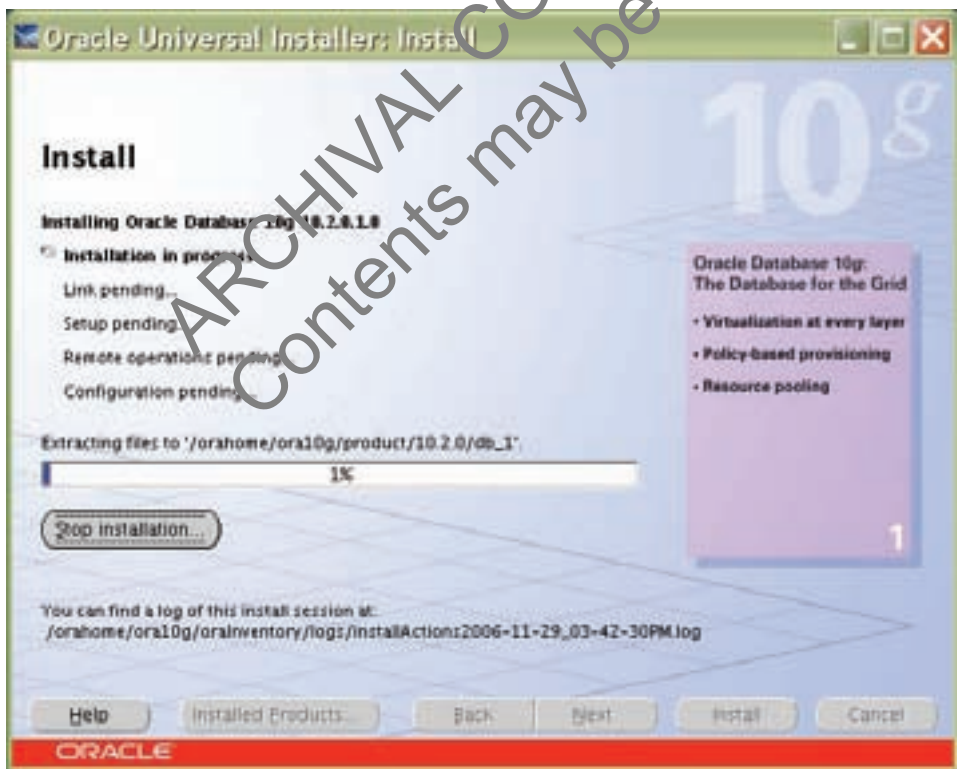 Oracle Universal Installer: Install
ARCHIVAL
Contents may be
10g
Install
Installing Oracle Database 10g 10.2.0.1.0
Installation in progress
Link pending...
Setup pending
Remote operations pending
Configuration pending
Extracting files to '/orahome/ora10g/product/10.2.0/db_1'.
1%
Stop installation...
You can find a log of this install session at:
/orahome/ora10g/oraInventory/logs/installActions2006-11-29_03-42-30PM.log
Oracle Database 10g:
The Database for the Grid
• Virtualization at every layer
• Policy-based provisioning
• Resource pooling
1
Help
Installed Products...
Back
Next
Install
Cancel
ORACLE